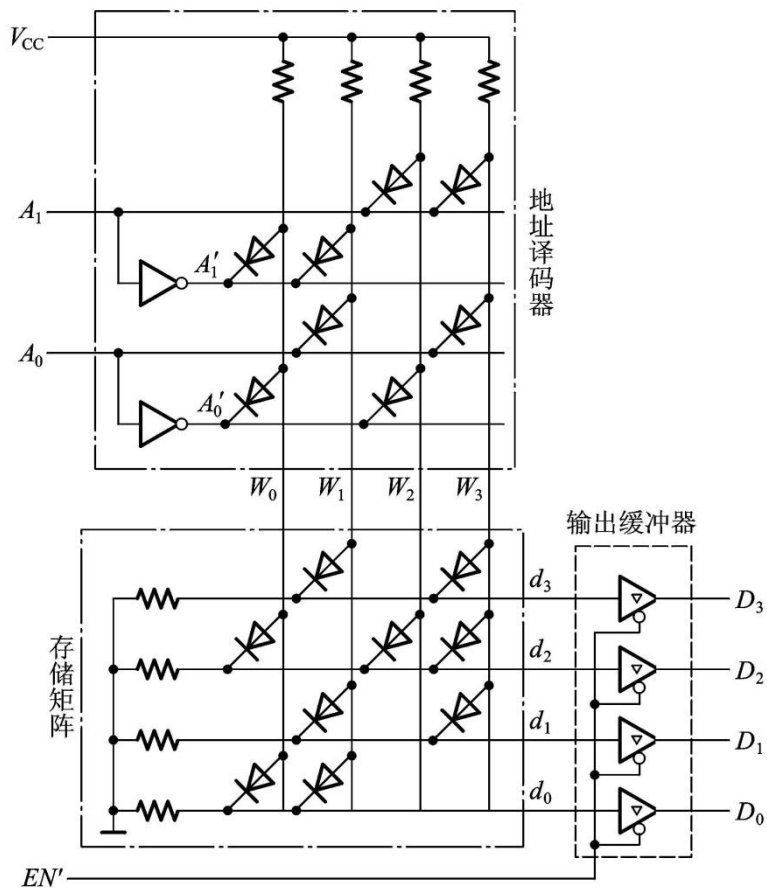 V_CC
A_1
A_1′
地址译码器
A_0
A_0′
W_0 W_1 W_2 W_3
输出缓冲器
d_3 D_3
存储矩阵
d_2 D_2
d_1 D_1
d_0 D_0
EN′